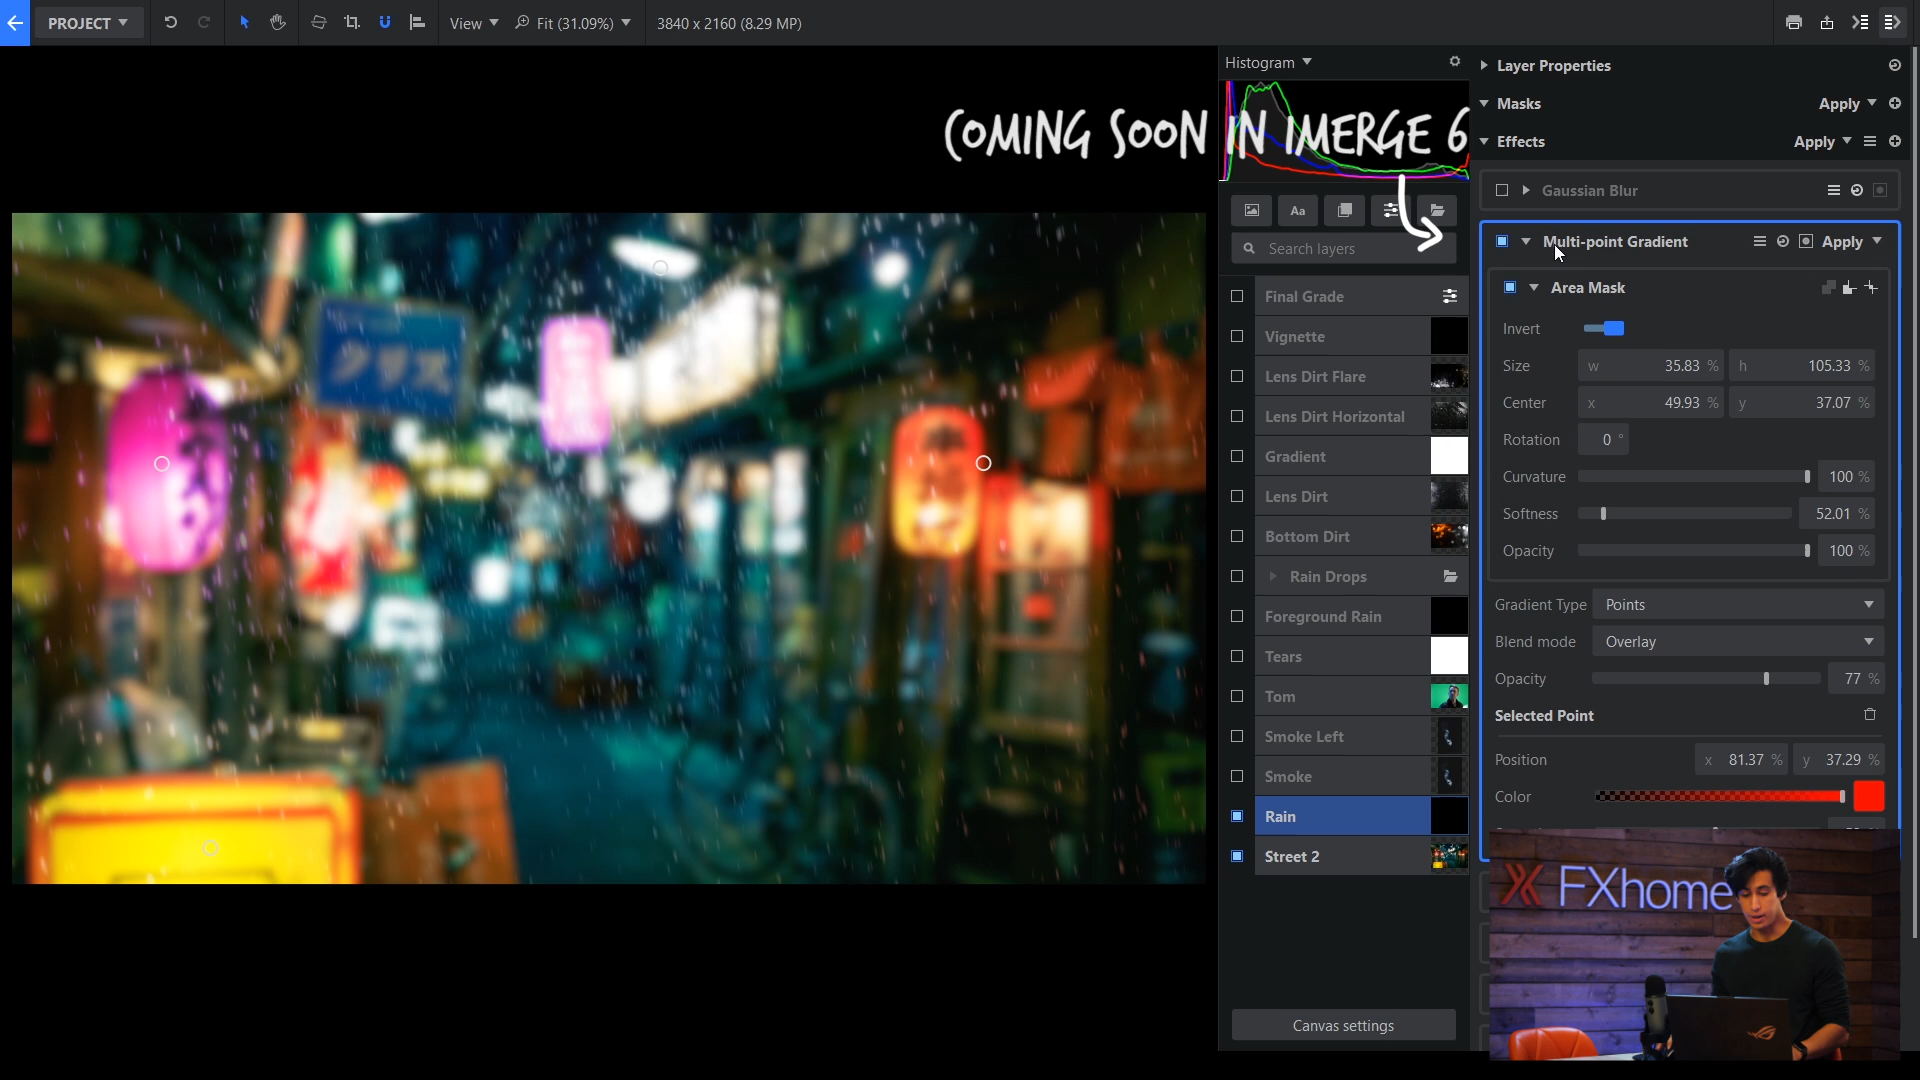 PROJECT
View
Fit (31.09%)
3840 x 2160 (8.29 MP)
Histogram
COMING SOON IN IMERGE 6
Aa
Search layers
Final Grade
Vignette
Lens Dirt Flare
Lens Dirt Horizontal
Gradient
Lens Dirt
Bottom Dirt
Rain Drops
Foreground Rain
Tears
Tom
Smoke Left
Smoke
Rain
Street 2
Canvas settings
Layer Properties
Masks Apply
Effects Apply
Gaussian Blur
Multi-point Gradient Apply
Area Mask
Invert
Size w 35.83 % h 105.33 %
Center x 49.93 % y 37.07 %
Rotation 0 °
Curvature 100 %
Softness 52.01 %
Opacity 100 %
Gradient Type Points
Blend mode Overlay
Opacity 77 %
Selected Point
Position x 81.37 % y 37.29 %
Color
FXhome
クリス